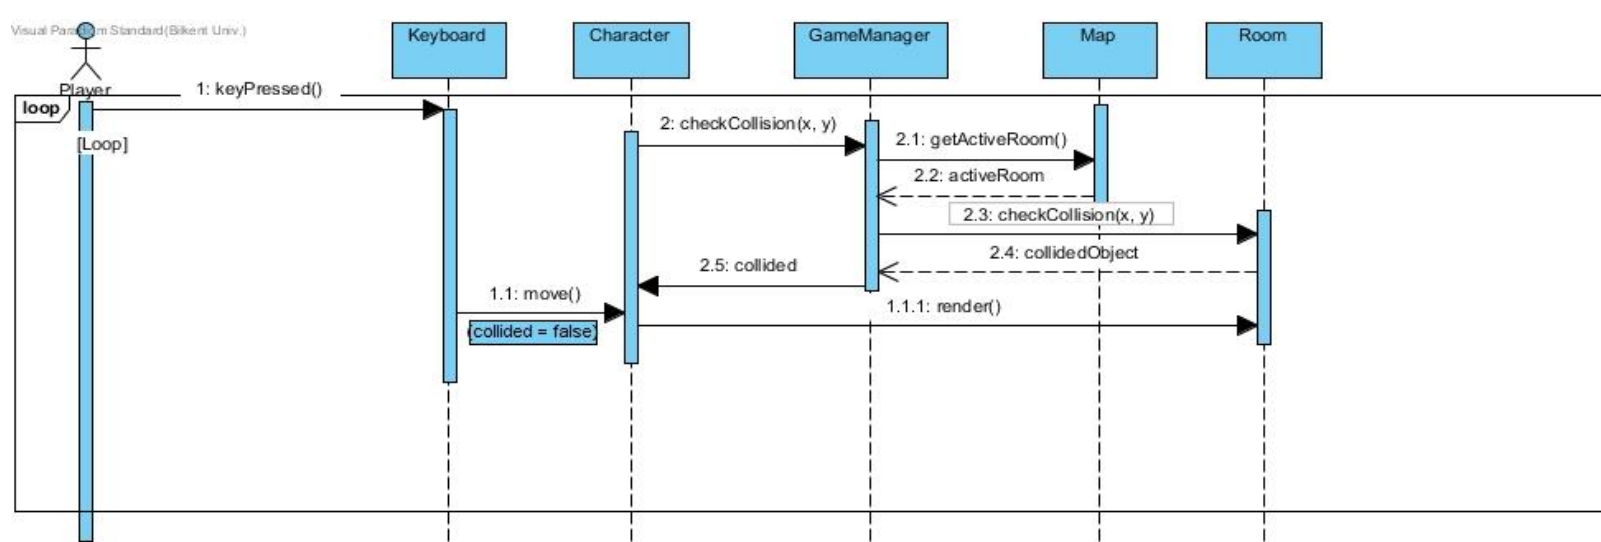 Visual Paradigm Standard(Bilkent Univ.)
Player
Keyboard
Character
GameManager
Map
Room
loop
[Loop]
1: keyPressed()
2: checkCollision(x, y)
2.1: getActiveRoom()
2.2: activeRoom
2.3: checkCollision(x, y)
2.4: collidedObject
2.5: collided
1.1: move()
{collided = false}
1.1.1: render()